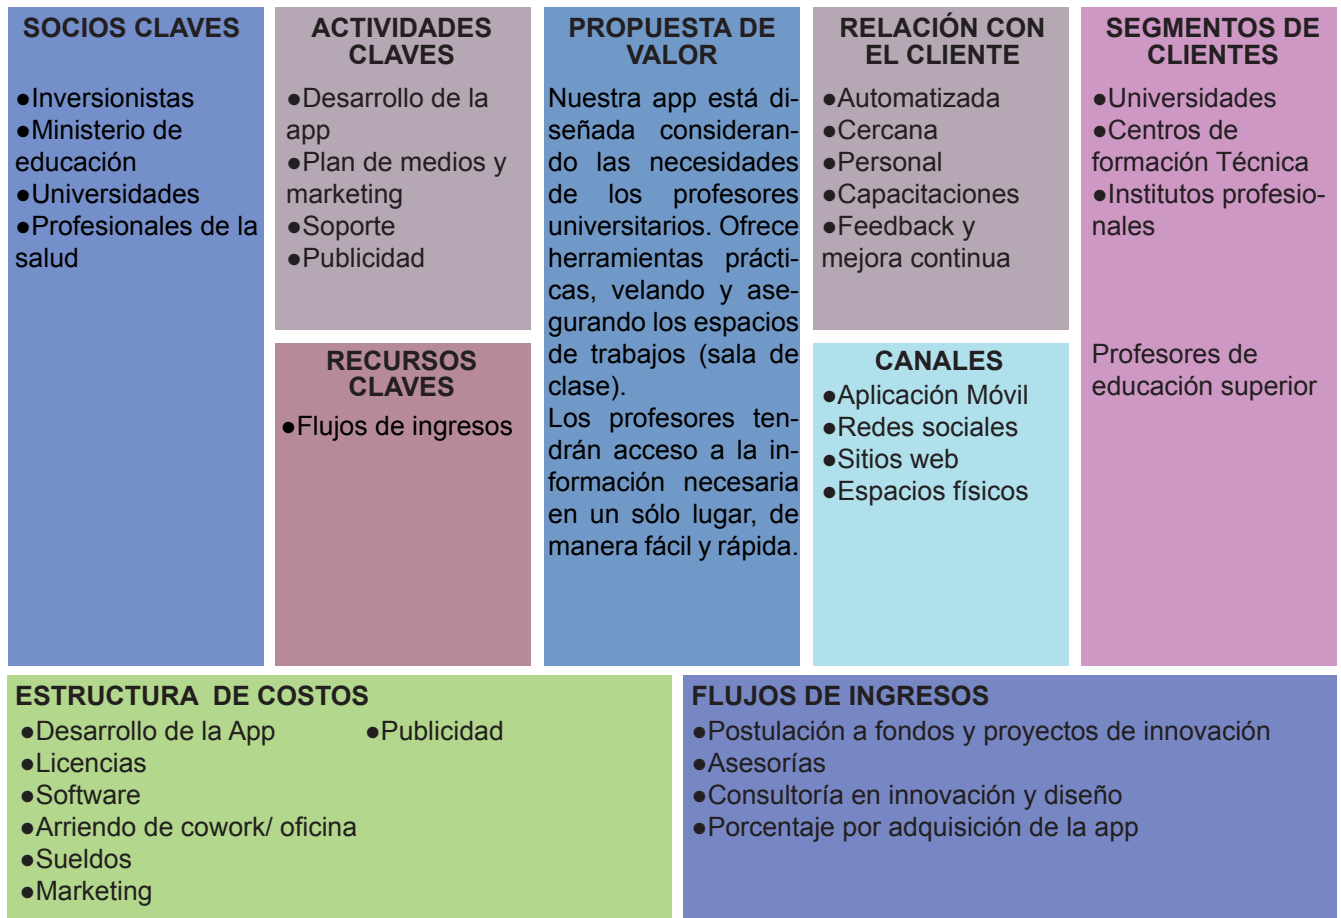 SOCIOS CLAVES
●Inversionistas
●Ministerio de
educación
●Universidades
●Profesionales de la
salud
ACTIVIDADES
CLAVES
●Desarrollo de la
app
●Plan de medios y
marketing
●Soporte
●Publicidad
RECURSOS
CLAVES
●Flujos de ingresos
PROPUESTA DE
VALOR
Nuestra app está di-
señada consideran-
do las necesidades
de los profesores
universitarios. Ofrece
herramientas prácti-
cas, velando y ase-
gurando los espacios
de trabajos (sala de
clase).
Los profesores ten-
drán acceso a la in-
formación necesaria
en un sólo lugar, de
manera fácil y rápida.
RELACIÓN CON
EL CLIENTE
●Automatizada
●Cercana
●Personal
●Capacitaciones
●Feedback y
mejora continua
CANALES
●Aplicación Móvil
●Redes sociales
●Sitios web
●Espacios físicos
SEGMENTOS DE
CLIENTES
●Universidades
●Centros de
formación Técnica
●Institutos profesio-
nales
Profesores de
educación superior
ESTRUCTURA DE COSTOS
●Desarrollo de la App ●Publicidad
●Licencias
●Software
●Arriendo de cowork/ oficina
●Sueldos
●Marketing
FLUJOS DE INGRESOS
●Postulación a fondos y proyectos de innovación
●Asesorías
●Consultoría en innovación y diseño
●Porcentaje por adquisición de la app